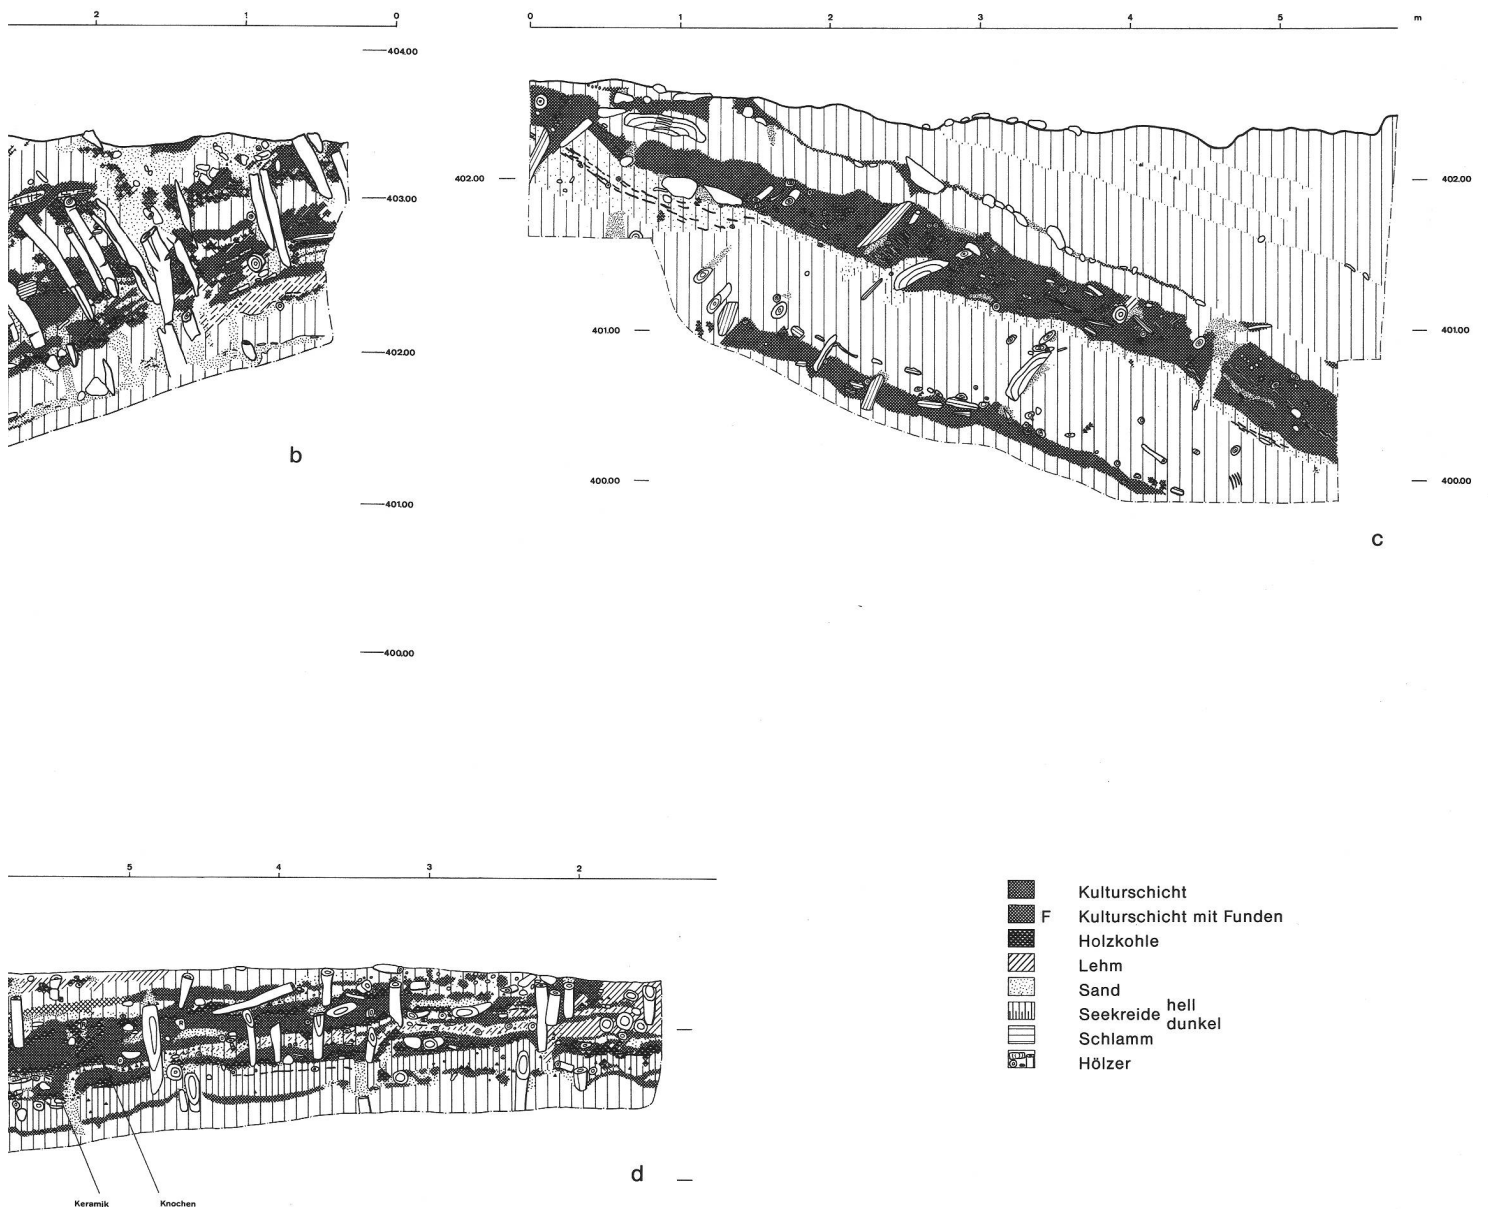 2 1 0
0 1 2 3 4 5 m
404.00
403.00
402.00
401.00
400.00
b
402.00 402.00
401.00 401.00
400.00 400.00
c
5 4 3 2
Keramik Knochen
d
Kulturschicht
F Kulturschicht mit Funden
Holzkohle
Lehm
Sand
Seekreide hell
dunkel
Schlamm
Hölzer